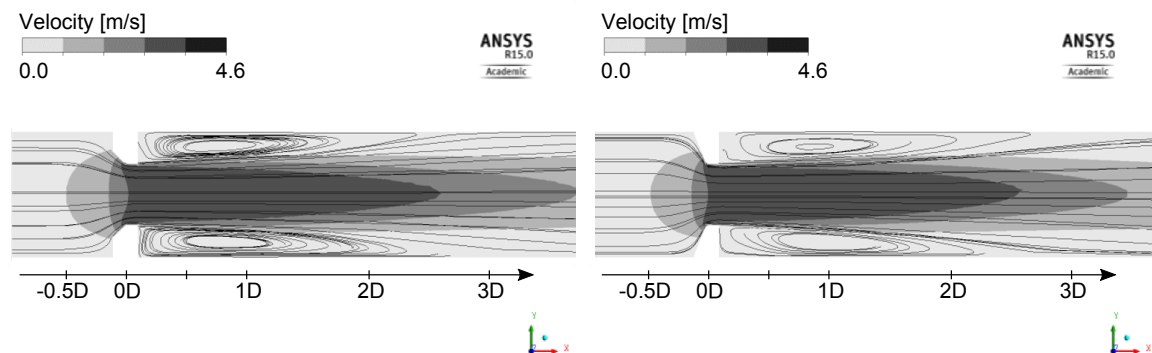 Velocity [m/s]
0.0 4.6
ANSYS
R15.0
Academic
-0.5D 0D 1D 2D 3D
Y
Z
X
Velocity [m/s]
0.0 4.6
ANSYS
R15.0
Academic
-0.5D 0D 1D 2D 3D
Y
Z
X